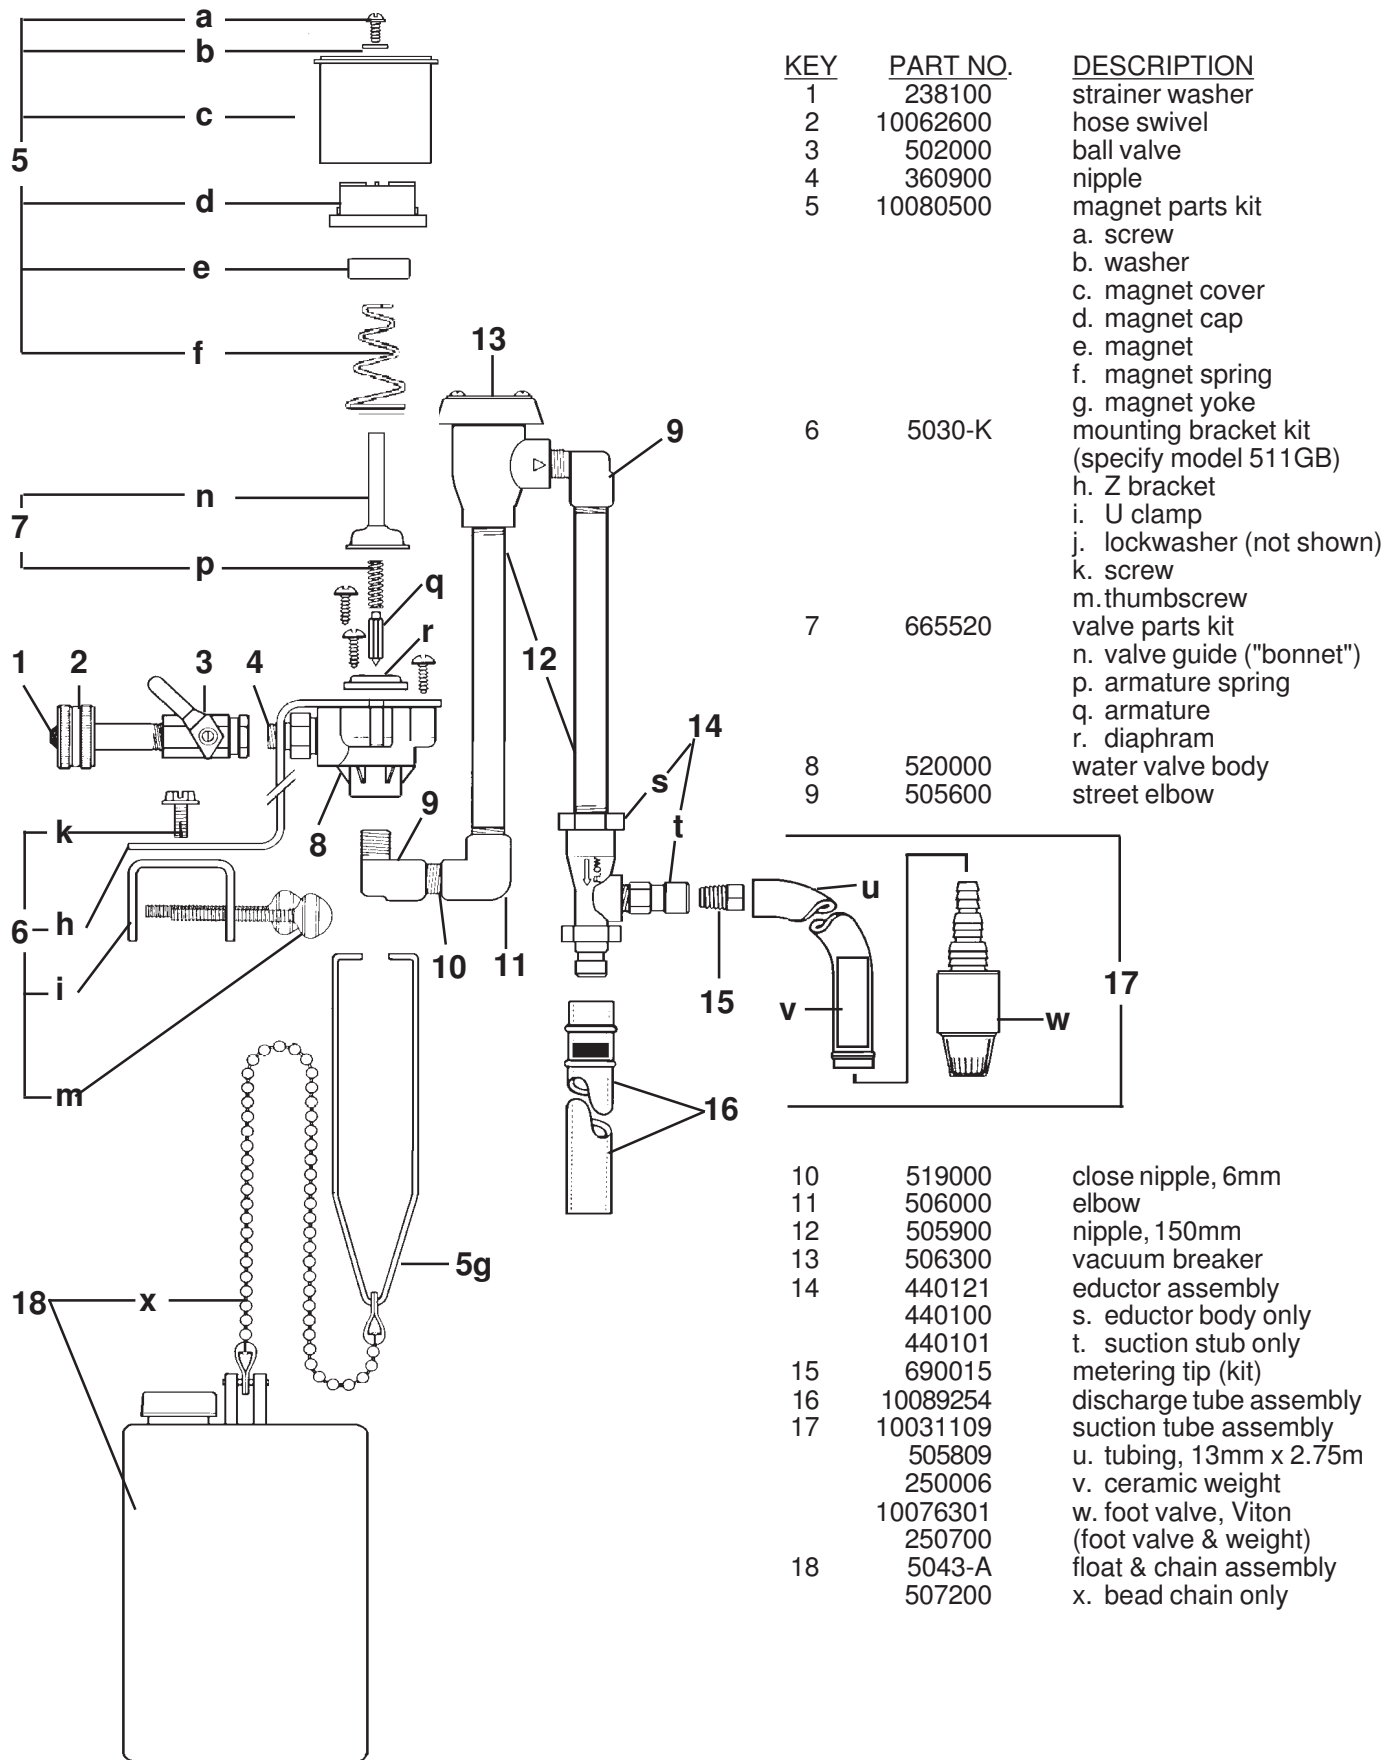 a
b
c
5
d
e
f
13
9
n
7
p
q
r
12
1 2 3 4
14
s
t
k
8
9
FLOW
u
6 h
10 11
i
15
v
w
17
m
16
5g
18 x
KEY PART NO. DESCRIPTION
1 238100 strainer washer
2 10062600 hose swivel
3 502000 ball valve
4 360900 nipple
5 10080500 magnet parts kit
a. screw
b. washer
c. magnet cover
d. magnet cap
e. magnet
f. magnet spring
g. magnet yoke
6 5030-K mounting bracket kit
(specify model 511GB)
h. Z bracket
i. U clamp
j. lockwasher (not shown)
k. screw
m.thumbscrew
7 665520 valve parts kit
n. valve guide ("bonnet")
p. armature spring
q. armature
r. diaphram
8 520000 water valve body
9 505600 street elbow
10 519000 close nipple, 6mm
11 506000 elbow
12 505900 nipple, 150mm
13 506300 vacuum breaker
14 440121 eductor assembly
440100 s. eductor body only
440101 t. suction stub only
15 690015 metering tip (kit)
16 10089254 discharge tube assembly
17 10031109 suction tube assembly
505809 u. tubing, 13mm x 2.75m
250006 v. ceramic weight
10076301 w. foot valve, Viton
250700 (foot valve & weight)
18 5043-A float & chain assembly
507200 x. bead chain only